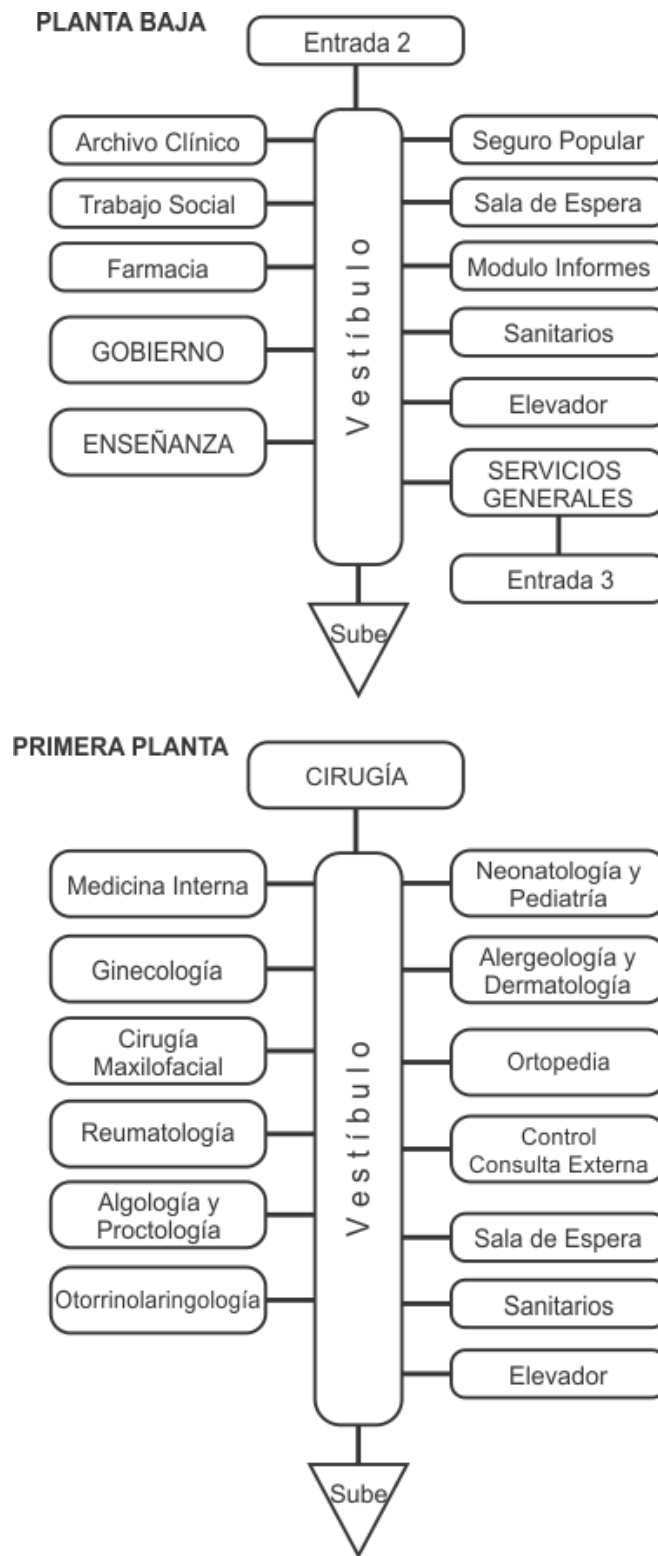 PLANTA BAJA
Entrada 2
Archivo Clínico
Trabajo Social
Farmacia
GOBIERNO
ENSEÑANZA
Vestíbulo
Seguro Popular
Sala de Espera
Modulo Informes
Sanitarios
Elevador
SERVICIOS
GENERALES
Entrada 3
Sube
PRIMERA PLANTA
CIRUGÍA
Medicina Interna
Ginecología
Cirugía
Maxilofacial
Reumatología
Algología y
Proctología
Otorrinolaringología
Vestíbulo
Neonatología y
Pediatría
Alergeología y
Dermatología
Ortopedia
Control
Consulta Externa
Sala de Espera
Sanitarios
Elevador
Sube